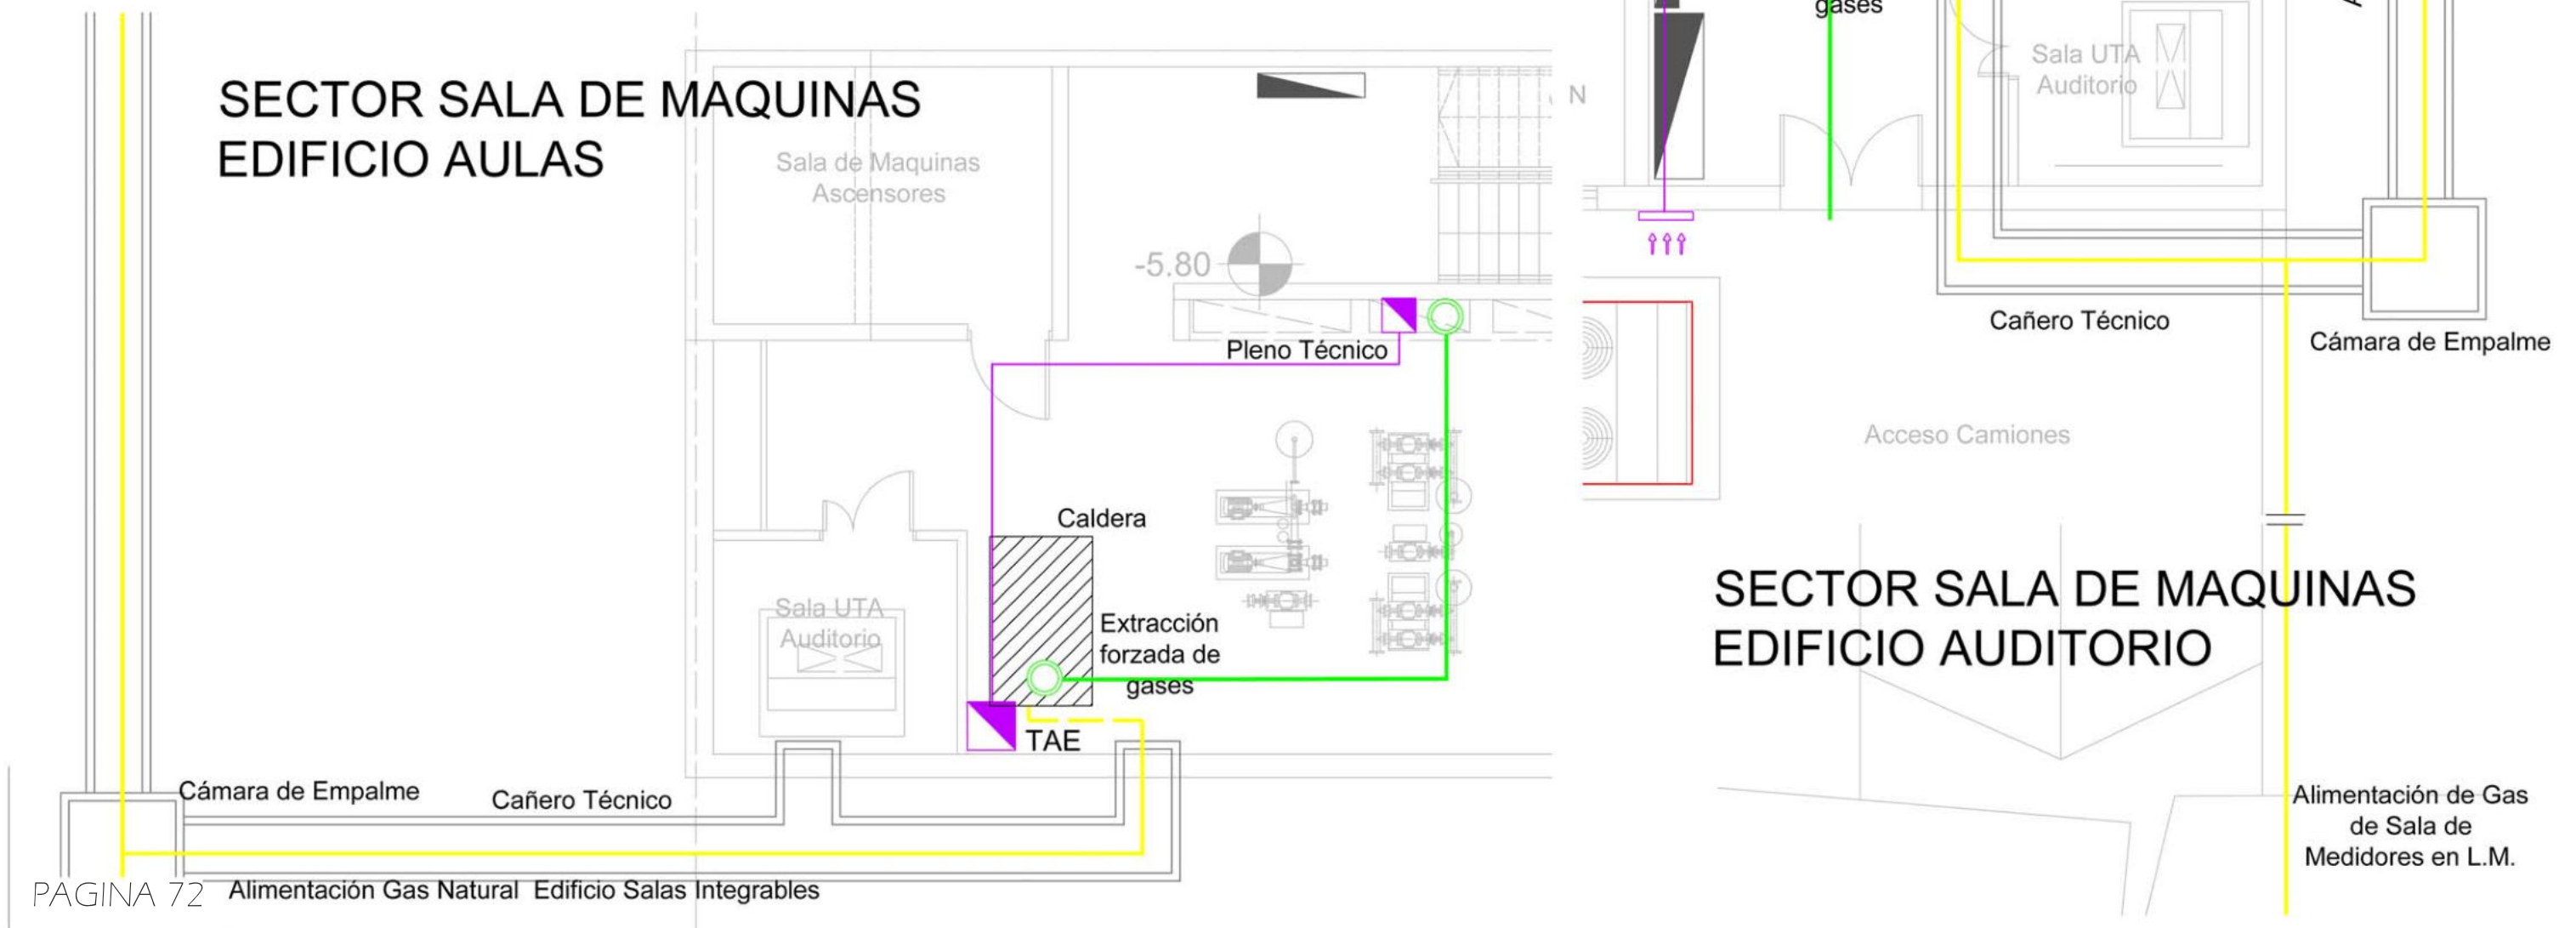 SECTOR SALA DE MAQUINAS
EDIFICIO AULAS
Sala de Maquinas
Ascensores
-5.80
Pleno Técnico
Caldera
Extracción
forzada de
gases
Sala UTA
Auditorio
TAE
Cámara de Empalme
Cañero Técnico
Alimentación Gas Natural Edificio Salas Integrables
PAGINA 72
gases
N
Sala UTA
Auditorio
Cañero Técnico
Cámara de Empalme
Acceso Camiones
SECTOR SALA DE MAQUINAS
EDIFICIO AUDITORIO
Alimentación de Gas
de Sala de
Medidores en L.M.